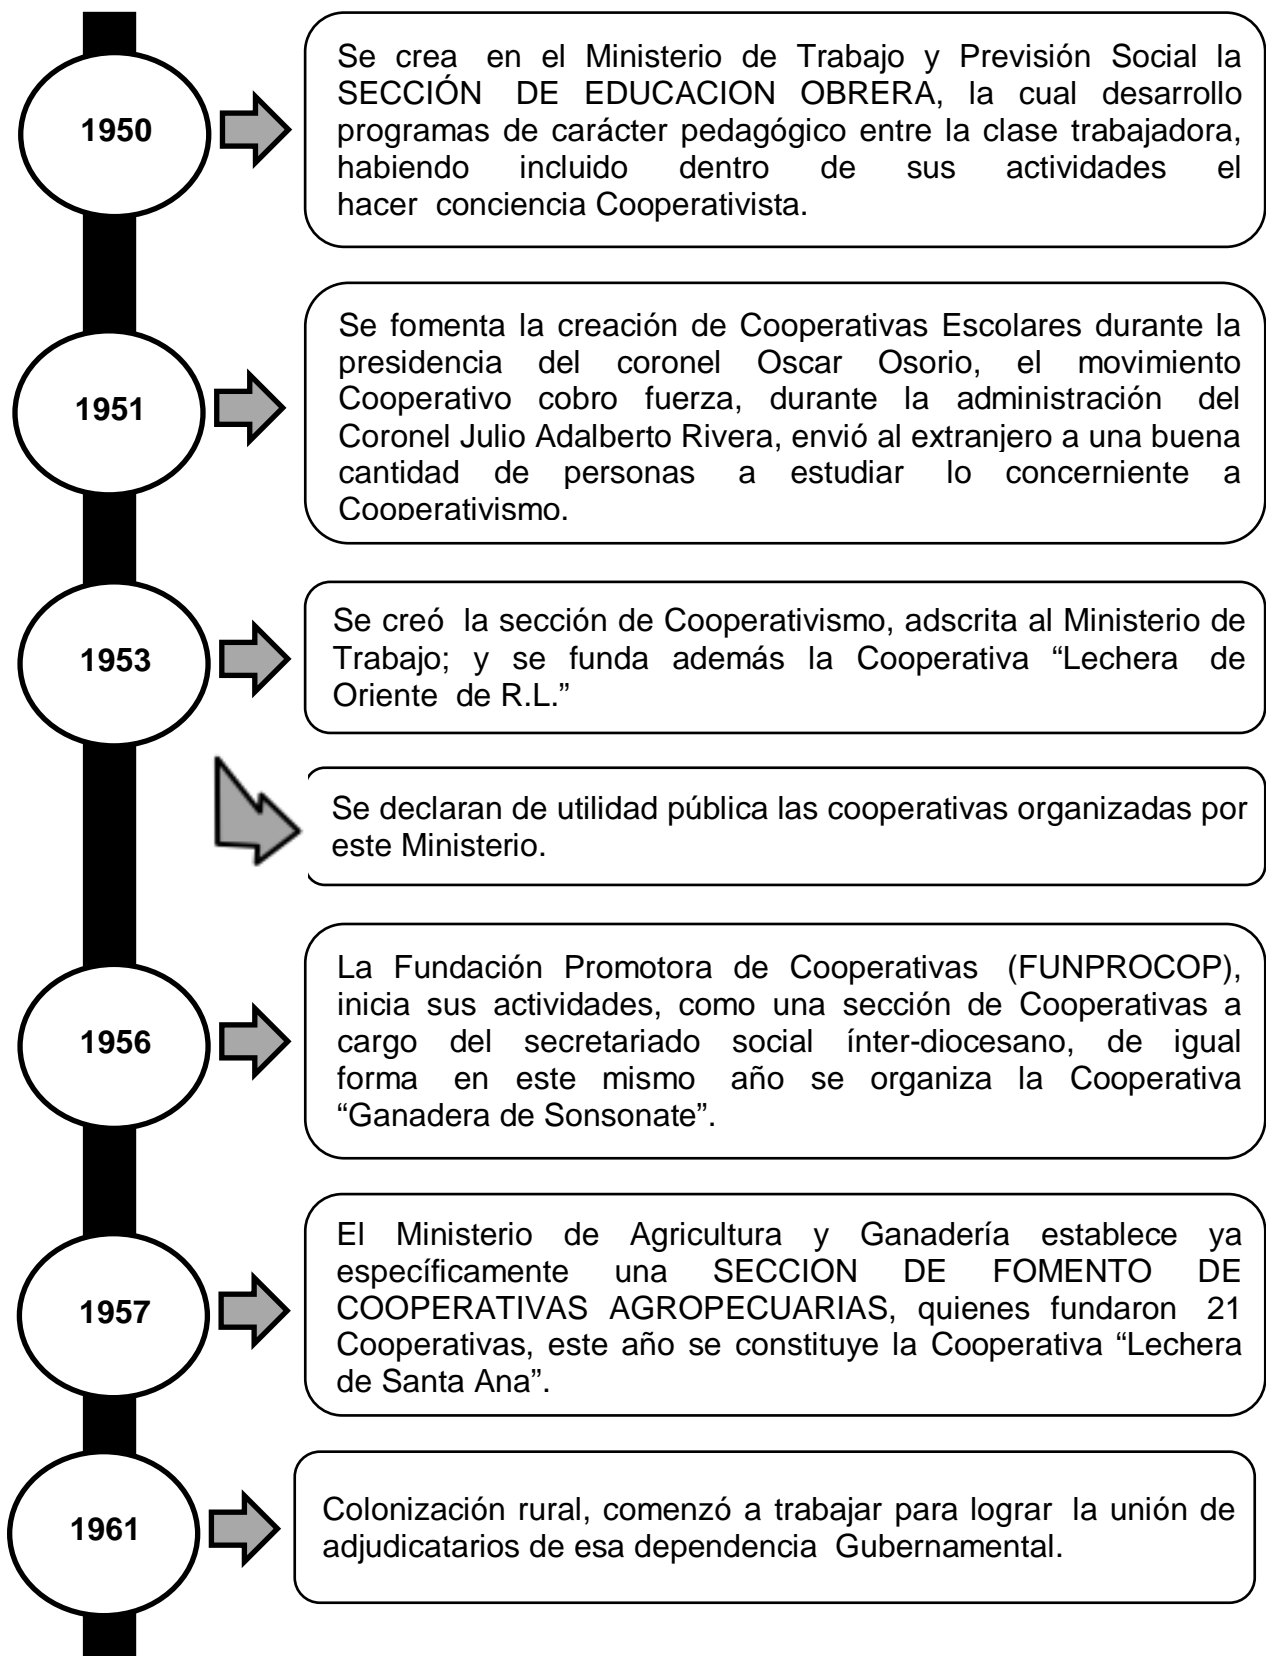 1950
Se crea en el Ministerio de Trabajo y Previsión Social la
SECCIÓN DE EDUCACION OBRERA, la cual desarrollo
programas de carácter pedagógico entre la clase trabajadora,
habiendo incluido dentro de sus actividades el
hacer conciencia Cooperativista.
1951
Se fomenta la creación de Cooperativas Escolares durante la
presidencia del coronel Oscar Osorio, el movimiento
Cooperativo cobro fuerza, durante la administración del
Coronel Julio Adalberto Rivera, envió al extranjero a una buena
cantidad de personas a estudiar lo concerniente a
Cooperativismo.
1953
Se creó la sección de Cooperativismo, adscrita al Ministerio de
Trabajo; y se funda además la Cooperativa “Lechera de
Oriente de R.L.”
Se declaran de utilidad pública las cooperativas organizadas por
este Ministerio.
1956
La Fundación Promotora de Cooperativas (FUNPROCOP),
inicia sus actividades, como una sección de Cooperativas a
cargo del secretariado social ínter-diocesano, de igual
forma en este mismo año se organiza la Cooperativa
“Ganadera de Sonsonate”.
1957
El Ministerio de Agricultura y Ganadería establece ya
específicamente una SECCION DE FOMENTO DE
COOPERATIVAS AGROPECUARIAS, quienes fundaron 21
Cooperativas, este año se constituye la Cooperativa “Lechera
de Santa Ana”.
1961
Colonización rural, comenzó a trabajar para lograr la unión de
adjudicatarios de esa dependencia Gubernamental.